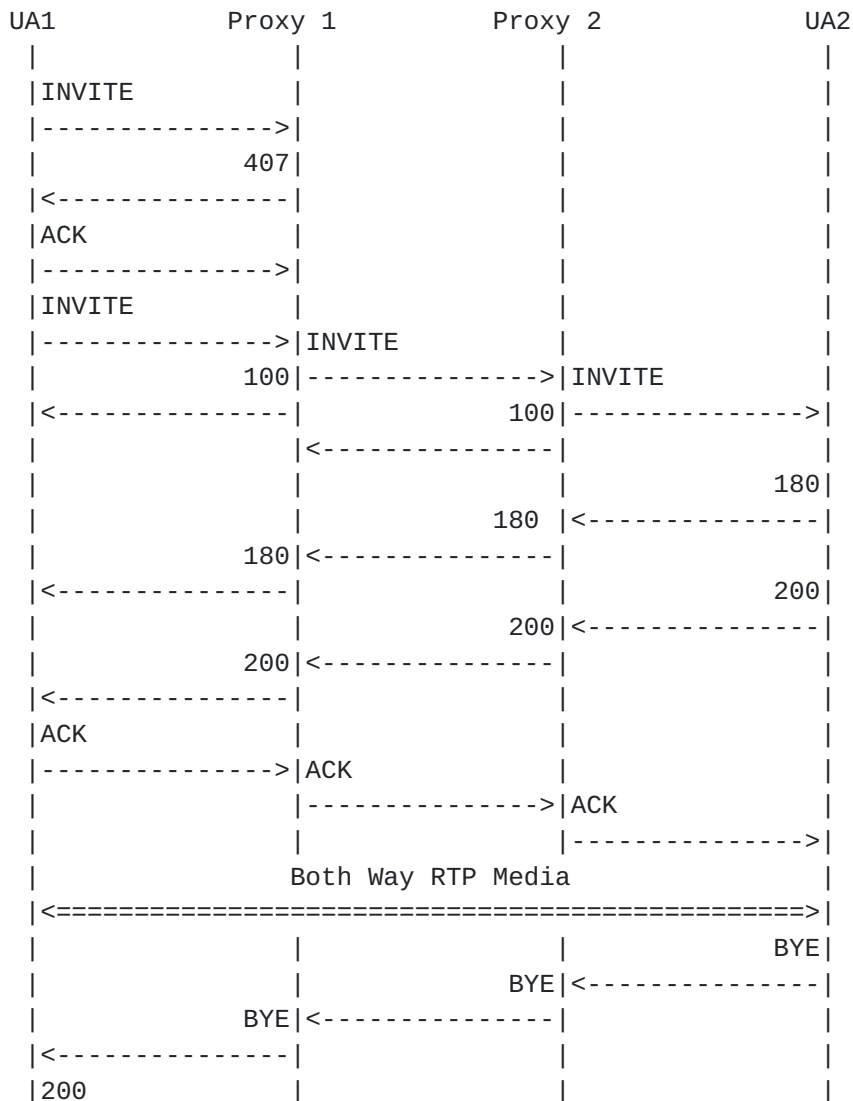 UA1 Proxy 1 Proxy 2 UA2
| | | |
|INVITE | | |
|--------------->| | |
| 407| | |
|<---------------| | |
|ACK | | |
|--------------->| | |
|INVITE | | |
|--------------->|INVITE | |
| 100|--------------->|INVITE |
|<---------------| 100|--------------->|
| |<---------------| |
| | | 180|
| | 180 |<---------------|
| 180|<---------------| |
|<---------------| | 200|
| | 200|<---------------|
| 200|<---------------| |
|<---------------| | |
|ACK | | |
|--------------->|ACK | |
| |--------------->|ACK |
| | |--------------->|
| Both Way RTP Media |
|<================================================>|
| | | BYE|
| | BYE|<---------------|
| BYE|<---------------| |
|<---------------| | |
|200 | | |